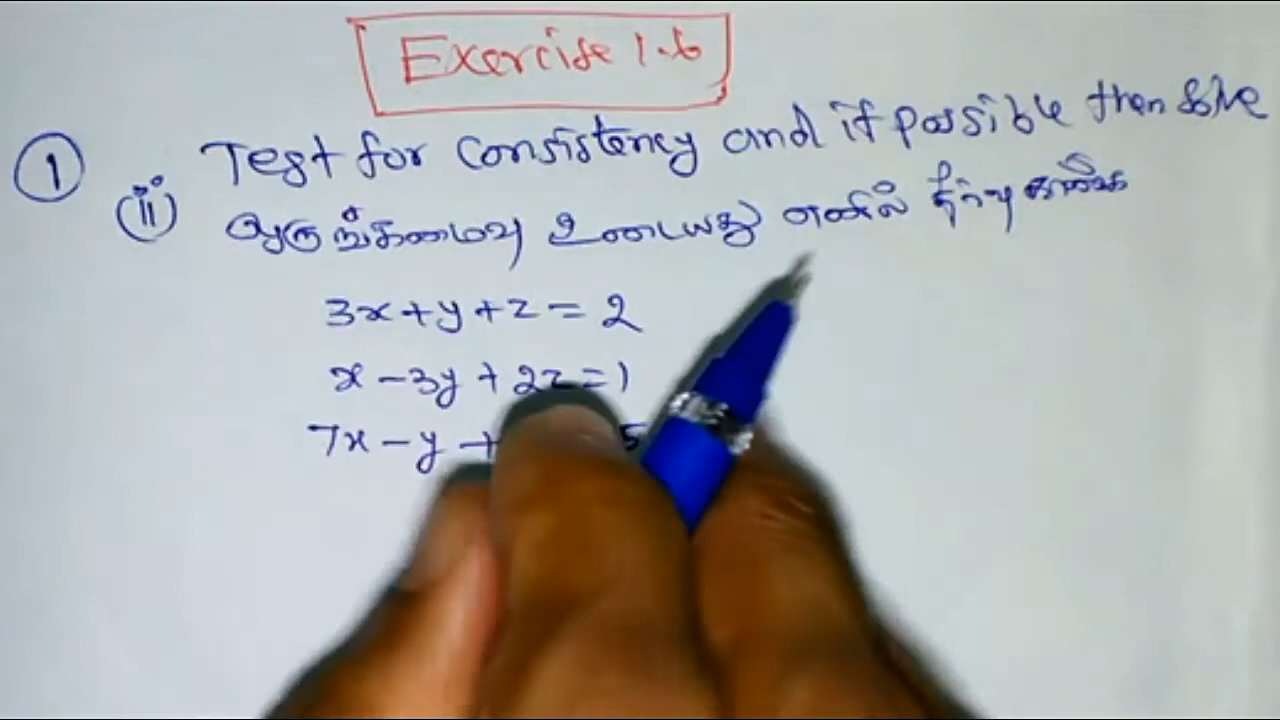 Exercise 1.6
① Test for consistency and if possible then solve
(ii) ஒருங்கமைவு உடையது எனில் தீர்வு காண்க
3x+y+z=2
x-3y+2z=1
7x-y+ 5